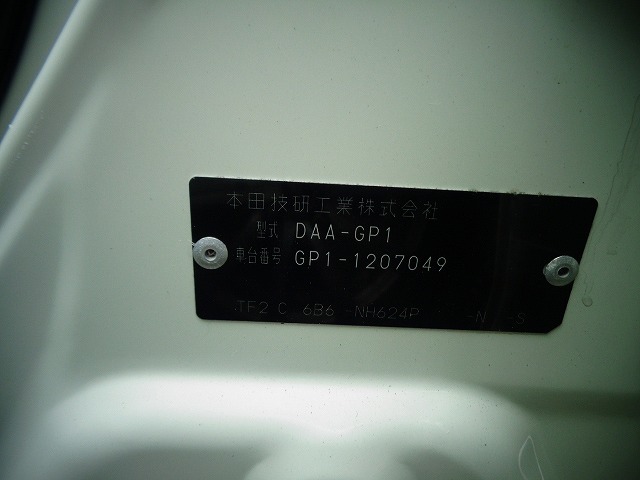 本田技研工業株式会社
型式 DAA-GP1
車台番号 GP1-1207049
TF2 C 6B6 -NH624P -N -S